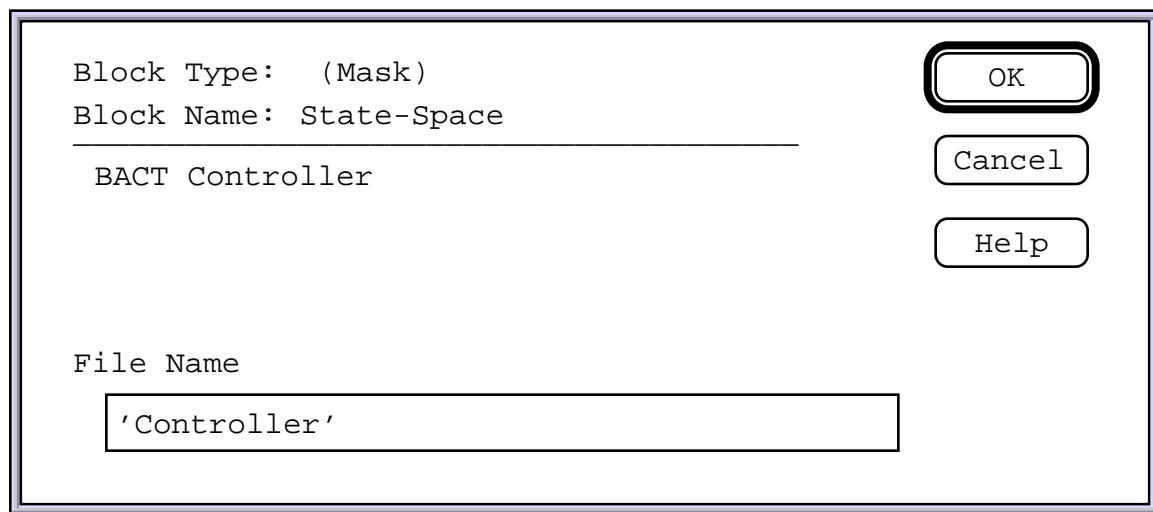 Block Type:  (Mask)
OK
Block Name: State-Space
Cancel
BACT Controller
Help
File Name
’Controller’